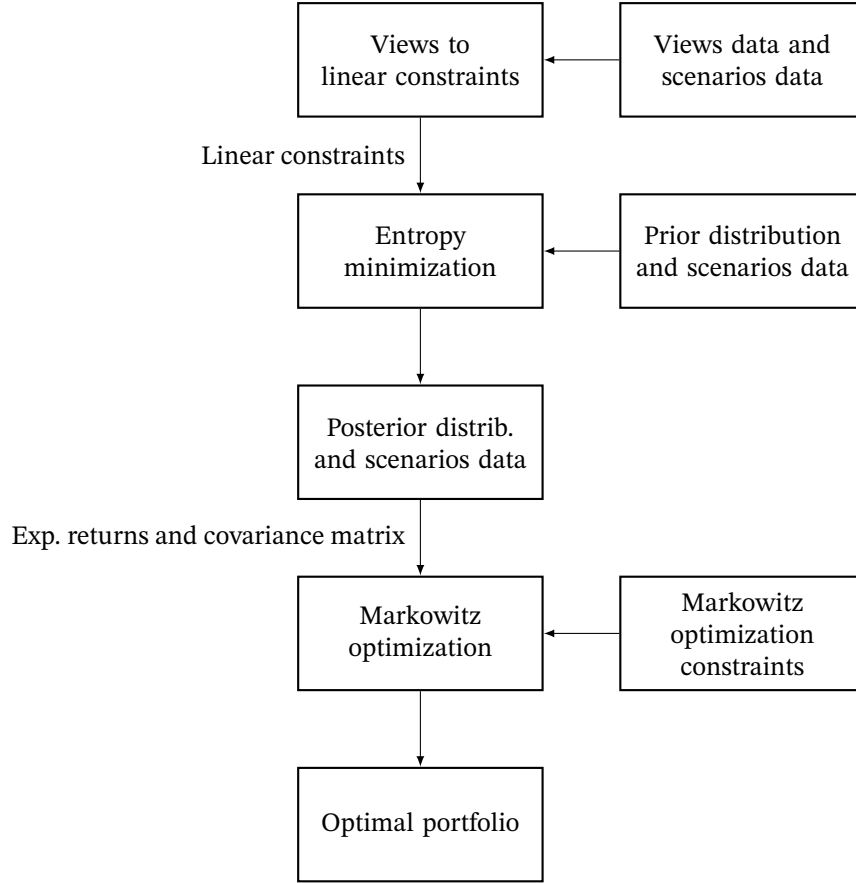 Views to
linear constraints
Views data and
scenarios data
Linear constraints
Entropy
minimization
Prior distribution
and scenarios data
Posterior distrib.
and scenarios data
Exp. returns and covariance matrix
Markowitz
optimization
Markowitz
optimization
constraints
Optimal portfolio